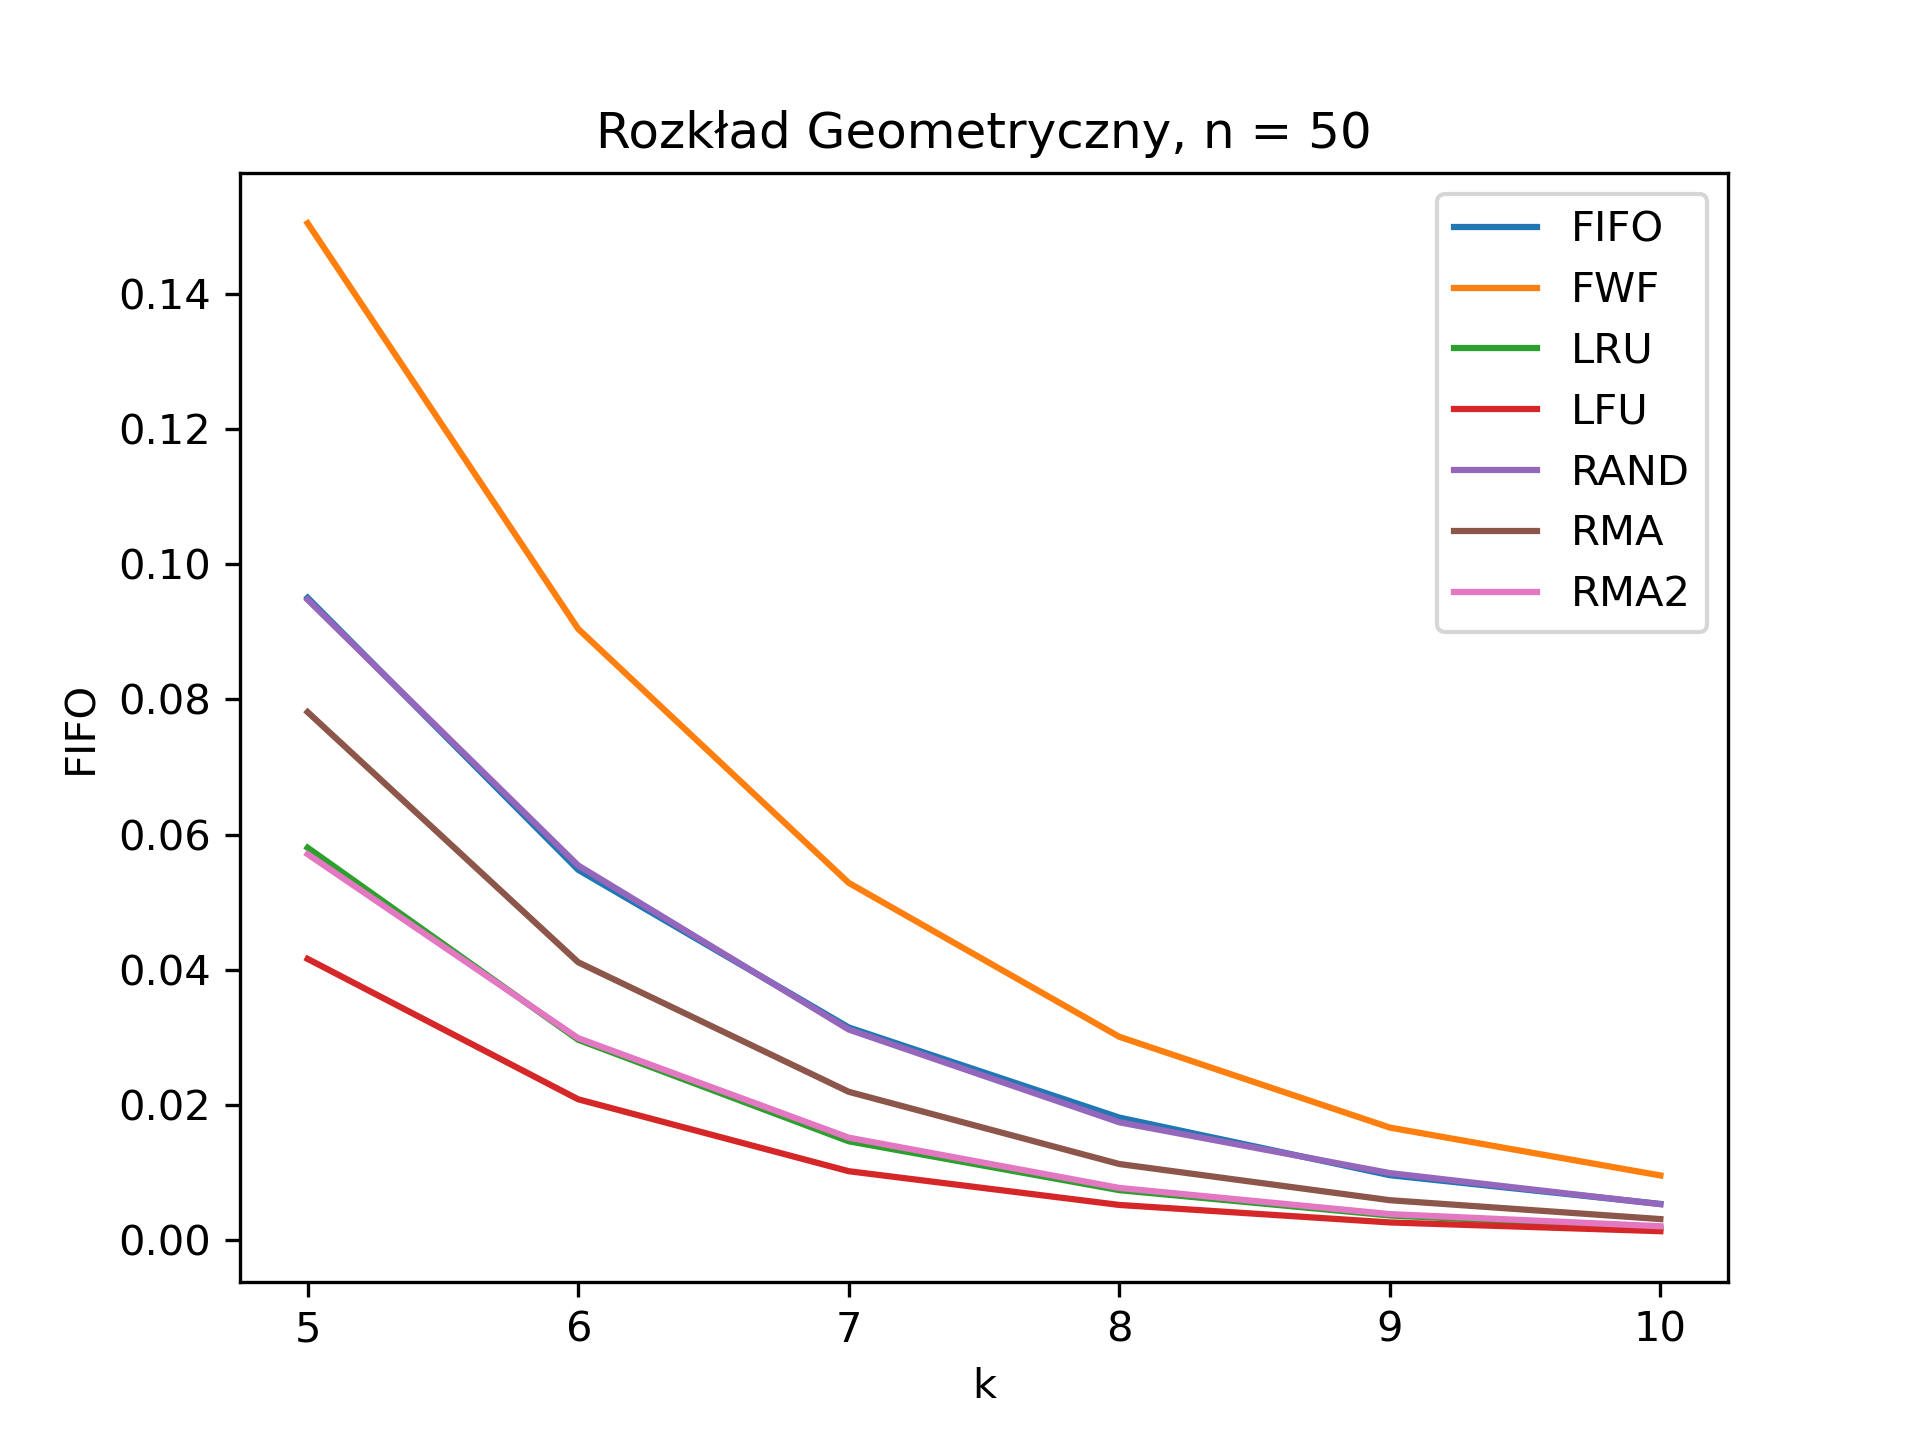 Rozkład Geometryczny, n = 50
FIFO
FWF
LRU
LFU
RAND
RMA
RMA2
0.14
0.12
0.10
0.08
0.06
0.04
0.02
0.00
FIFO
5 6 7 8 9 10
k